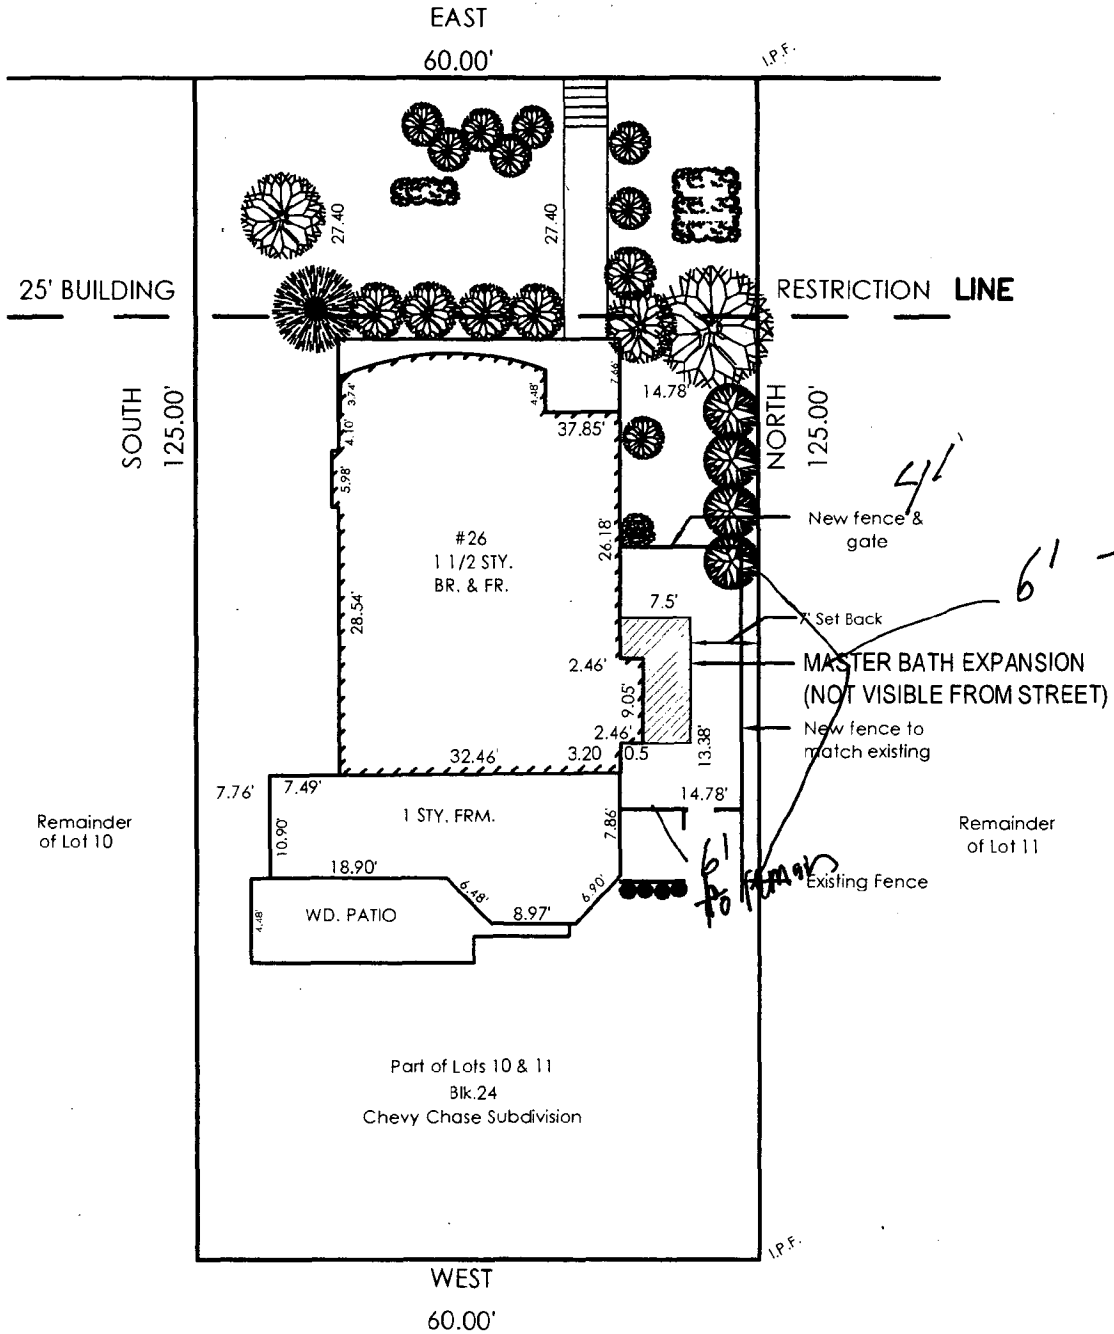 EAST
60.00'
I.P.F.
27.40
27.40
25' BUILDING
RESTRICTION LINE
SOUTH
125.00'
NORTH
125.00'
3.74'
4.48'
7.46'
14.78'
37.85'
4.10'
5.98'
4'
New fence &
gate
#26
1 1/2 STY.
BR. & FR.
26.18'
6'
28.54'
7.5'
7' Set Back
MASTER BATH EXPANSION
(NOT VISIBLE FROM STREET)
2.46'
9.05'
2.46'
New fence to
match existing
13.38'
32.46'
3.20
0.5
7.76'
7.49'
14.78'
1 STY. FRM.
7.86'
10.90'
Remainder
of Lot 10
Remainder
of Lot 11
6'
to remain
18.90'
6.48'
6.90'
Existing Fence
4.48'
WD. PATIO
8.97'
Part of Lots 10 & 11
Blk.24
Chevy Chase Subdivision
I.P.F.
WEST
60.00'